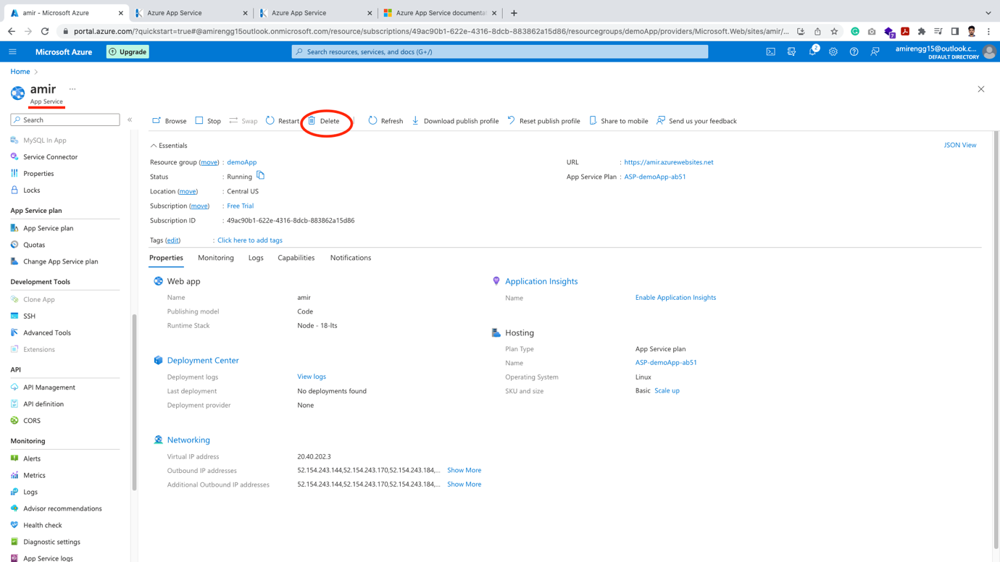 amir - Microsoft Azure
Azure App Service
Azure App Service
Azure App Service documenta
portal.azure.com/?quickstart=true#@amirengg15outlook.onmicrosoft.com/resource/subscriptions/49ac90b1-622e-4316-8dcb-883862a15d86/resourcegroups/demoApp/providers/Microsoft.Web/sites/amir/...
7
Microsoft Azure
Upgrade
Search resources, services, and docs (G+/)
2
amirengg15@outlook.c...
DEFAULT DIRECTORY
Home
amir
...
App Service
Search
Browse
Stop
Swap
Restart
Delete
Refresh
Download publish profile
Reset publish profile
Share to mobile
Send us your feedback
MySQL In App
Service Connector
Properties
Locks
App Service plan
App Service plan
Quotas
Change App Service plan
Development Tools
Clone App
SSH
Advanced Tools
Extensions
API
API Management
API definition
CORS
Monitoring
Alerts
Metrics
Logs
Advisor recommendations
Health check
Diagnostic settings
App Service logs
Essentials
JSON View
Resource group (move) : demoApp
Status : Running
Location (move) : Central US
Subscription (move) : Free Trial
Subscription ID : 49ac90b1-622e-4316-8dcb-883862a15d86
Tags (edit) : Click here to add tags
URL : https://amir.azurewebsites.net
App Service Plan : ASP-demoApp-ab51
Properties
Monitoring
Logs
Capabilities
Notifications
Web app
Name amir
Publishing model Code
Runtime Stack Node - 18-lts
Deployment Center
Deployment logs View logs
Last deployment No deployments found
Deployment provider None
Networking
Virtual IP address 20.40.202.3
Outbound IP addresses 52.154.243.144,52.154.243.170,52.154.243.184,... Show More
Additional Outbound IP addresses 52.154.243.144,52.154.243.170,52.154.243.184,... Show More
Application Insights
Name Enable Application Insights
Hosting
Plan Type App Service plan
Name ASP-demoApp-ab51
Operating System Linux
SKU and size Basic Scale up